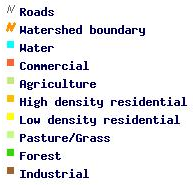 Roads
Watershed boundary
Water
Commercial
Agriculture
High density residential
Low density residential
Pasture/Grass
Forest
Industrial